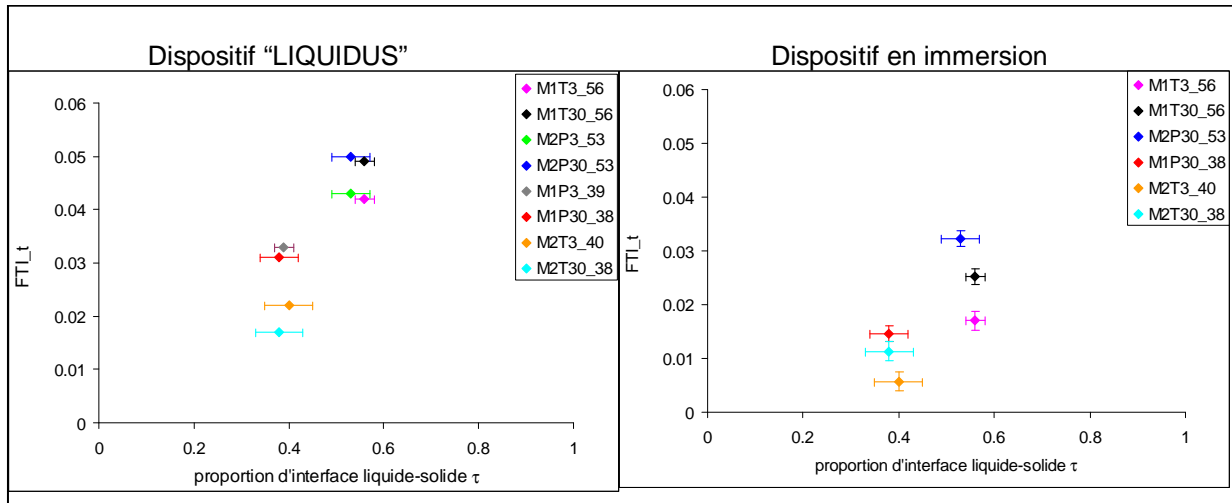 Dispositif “LIQUIDUS”
0.06
0.05
0.04
0.03
0.02
0.01
0
FTI_t
0 0.2 0.4 0.6 0.8 1
proportion d'interface liquide-solide τ
M1T3_56
M1T30_56
M2P3_53
M2P30_53
M1P3_39
M1P30_38
M2T3_40
M2T30_38
Dispositif en immersion
0.06
0.05
0.04
0.03
0.02
0.01
0
FTI_t
0 0.2 0.4 0.6 0.8 1
proportion d'interface liquide-solide τ
M1T3_56
M1T30_56
M2P30_53
M1P30_38
M2T3_40
M2T30_38